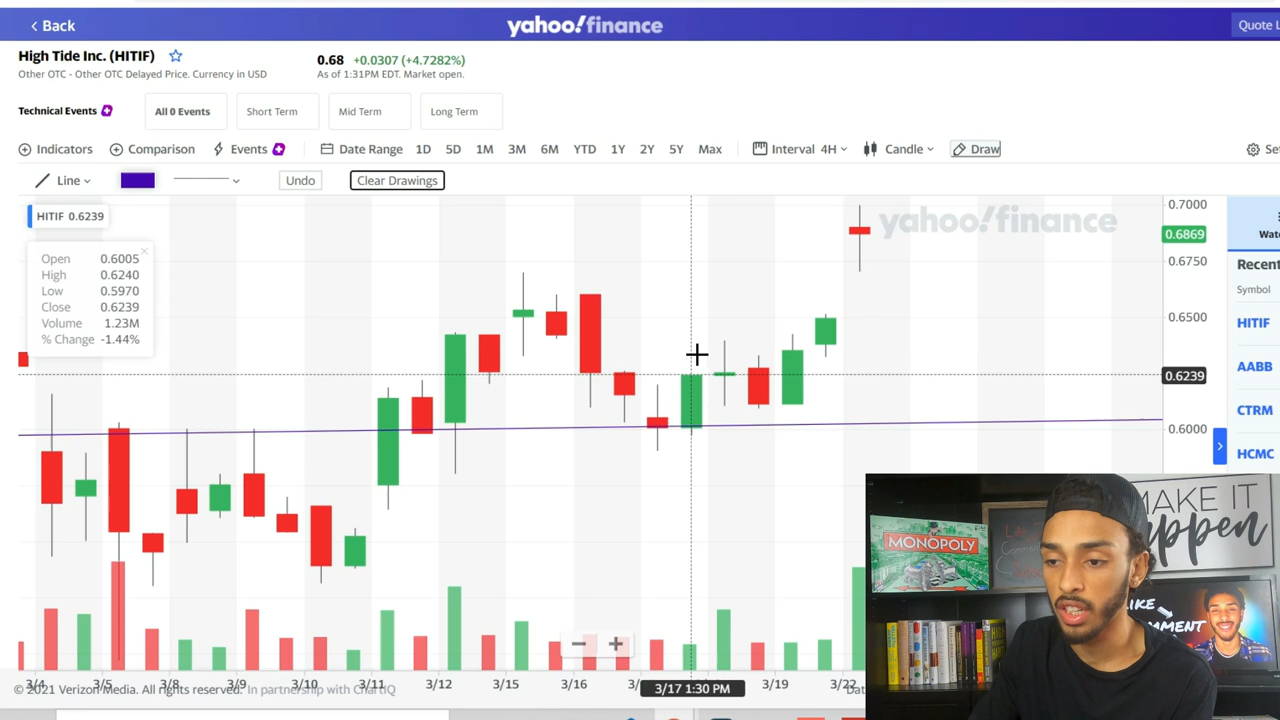 Back
yahoo!finance
Quote L
High Tide Inc. (HITIF)
0.68 +0.0307 (+4.7282%)
Other OTC - Other OTC Delayed Price. Currency in USD
As of 1:31PM EDT. Market open.
Technical Events
All 0 Events
Short Term
Mid Term
Long Term
Indicators
Comparison
Events
Date Range
1D 5D 1M 3M 6M YTD 1Y 2Y 5Y Max
Interval 4H
Candle
Draw
Set
Line
Undo
Clear Drawings
HITIF 0.6239
Open 0.6005
High 0.6240
Low 0.5970
Close 0.6239
Volume 1.23M
% Change -1.44%
yahoo!finance
0.7000
0.6869
0.6750
0.6500
0.6239
0.6000
Wat
Recent
Symbol
HITIF
AABB
CTRM
HCMC
MAKE IT
happen
MONOPOLY
LIKE
COMMENT
3/4 3/5 3/8 3/9 3/10 3/11 3/12 3/15 3/16 3/17 1:30 PM 3/19 3/22
© 2021 Verizon Media. All rights reserved. In partnership with ChartIQ